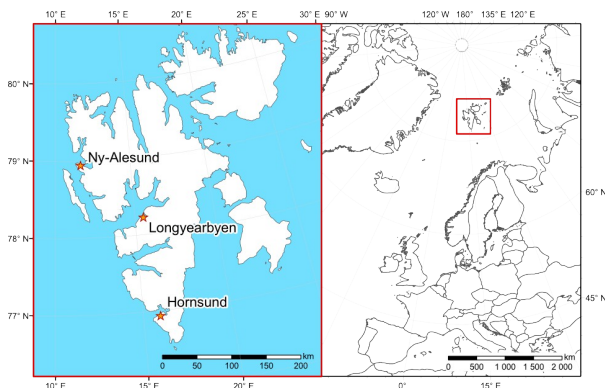 10° E 15° E 20° E 25° E 30° E 90° W 120° W 180° 135° E 120° E
80° N
79° N
78° N
77° N
Ny-Alesund
Longyearbyen
Hornsund
km
0 50 100 150 200
60° N
45° N
km
0 500 1 000 1 500 2 000
10° E 15° E 20° E 0° 15° E